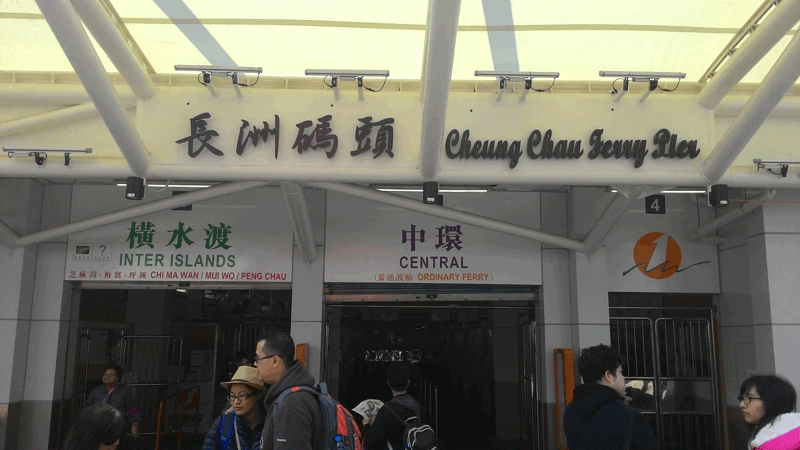 長洲碼頭 Cheung Chau Ferry Pier
4
橫水渡
INTER ISLANDS
?
芝蔴灣·梅窩·坪洲 CHI MA WAN / MUI WO / PENG CHAU
中環
CENTRAL
(普通渡輪 ORDINARY FERRY)